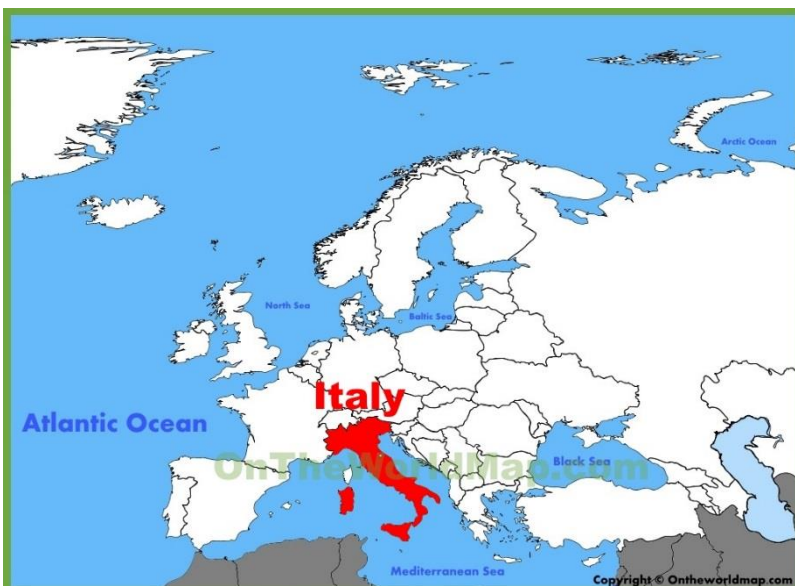 Arctic Ocean
North Sea
Baltic Sea
Italy
Atlantic Ocean
OnTheWorldMap.com
Black Sea
Mediterranean Sea
Copyright © Ontheworldmap.com